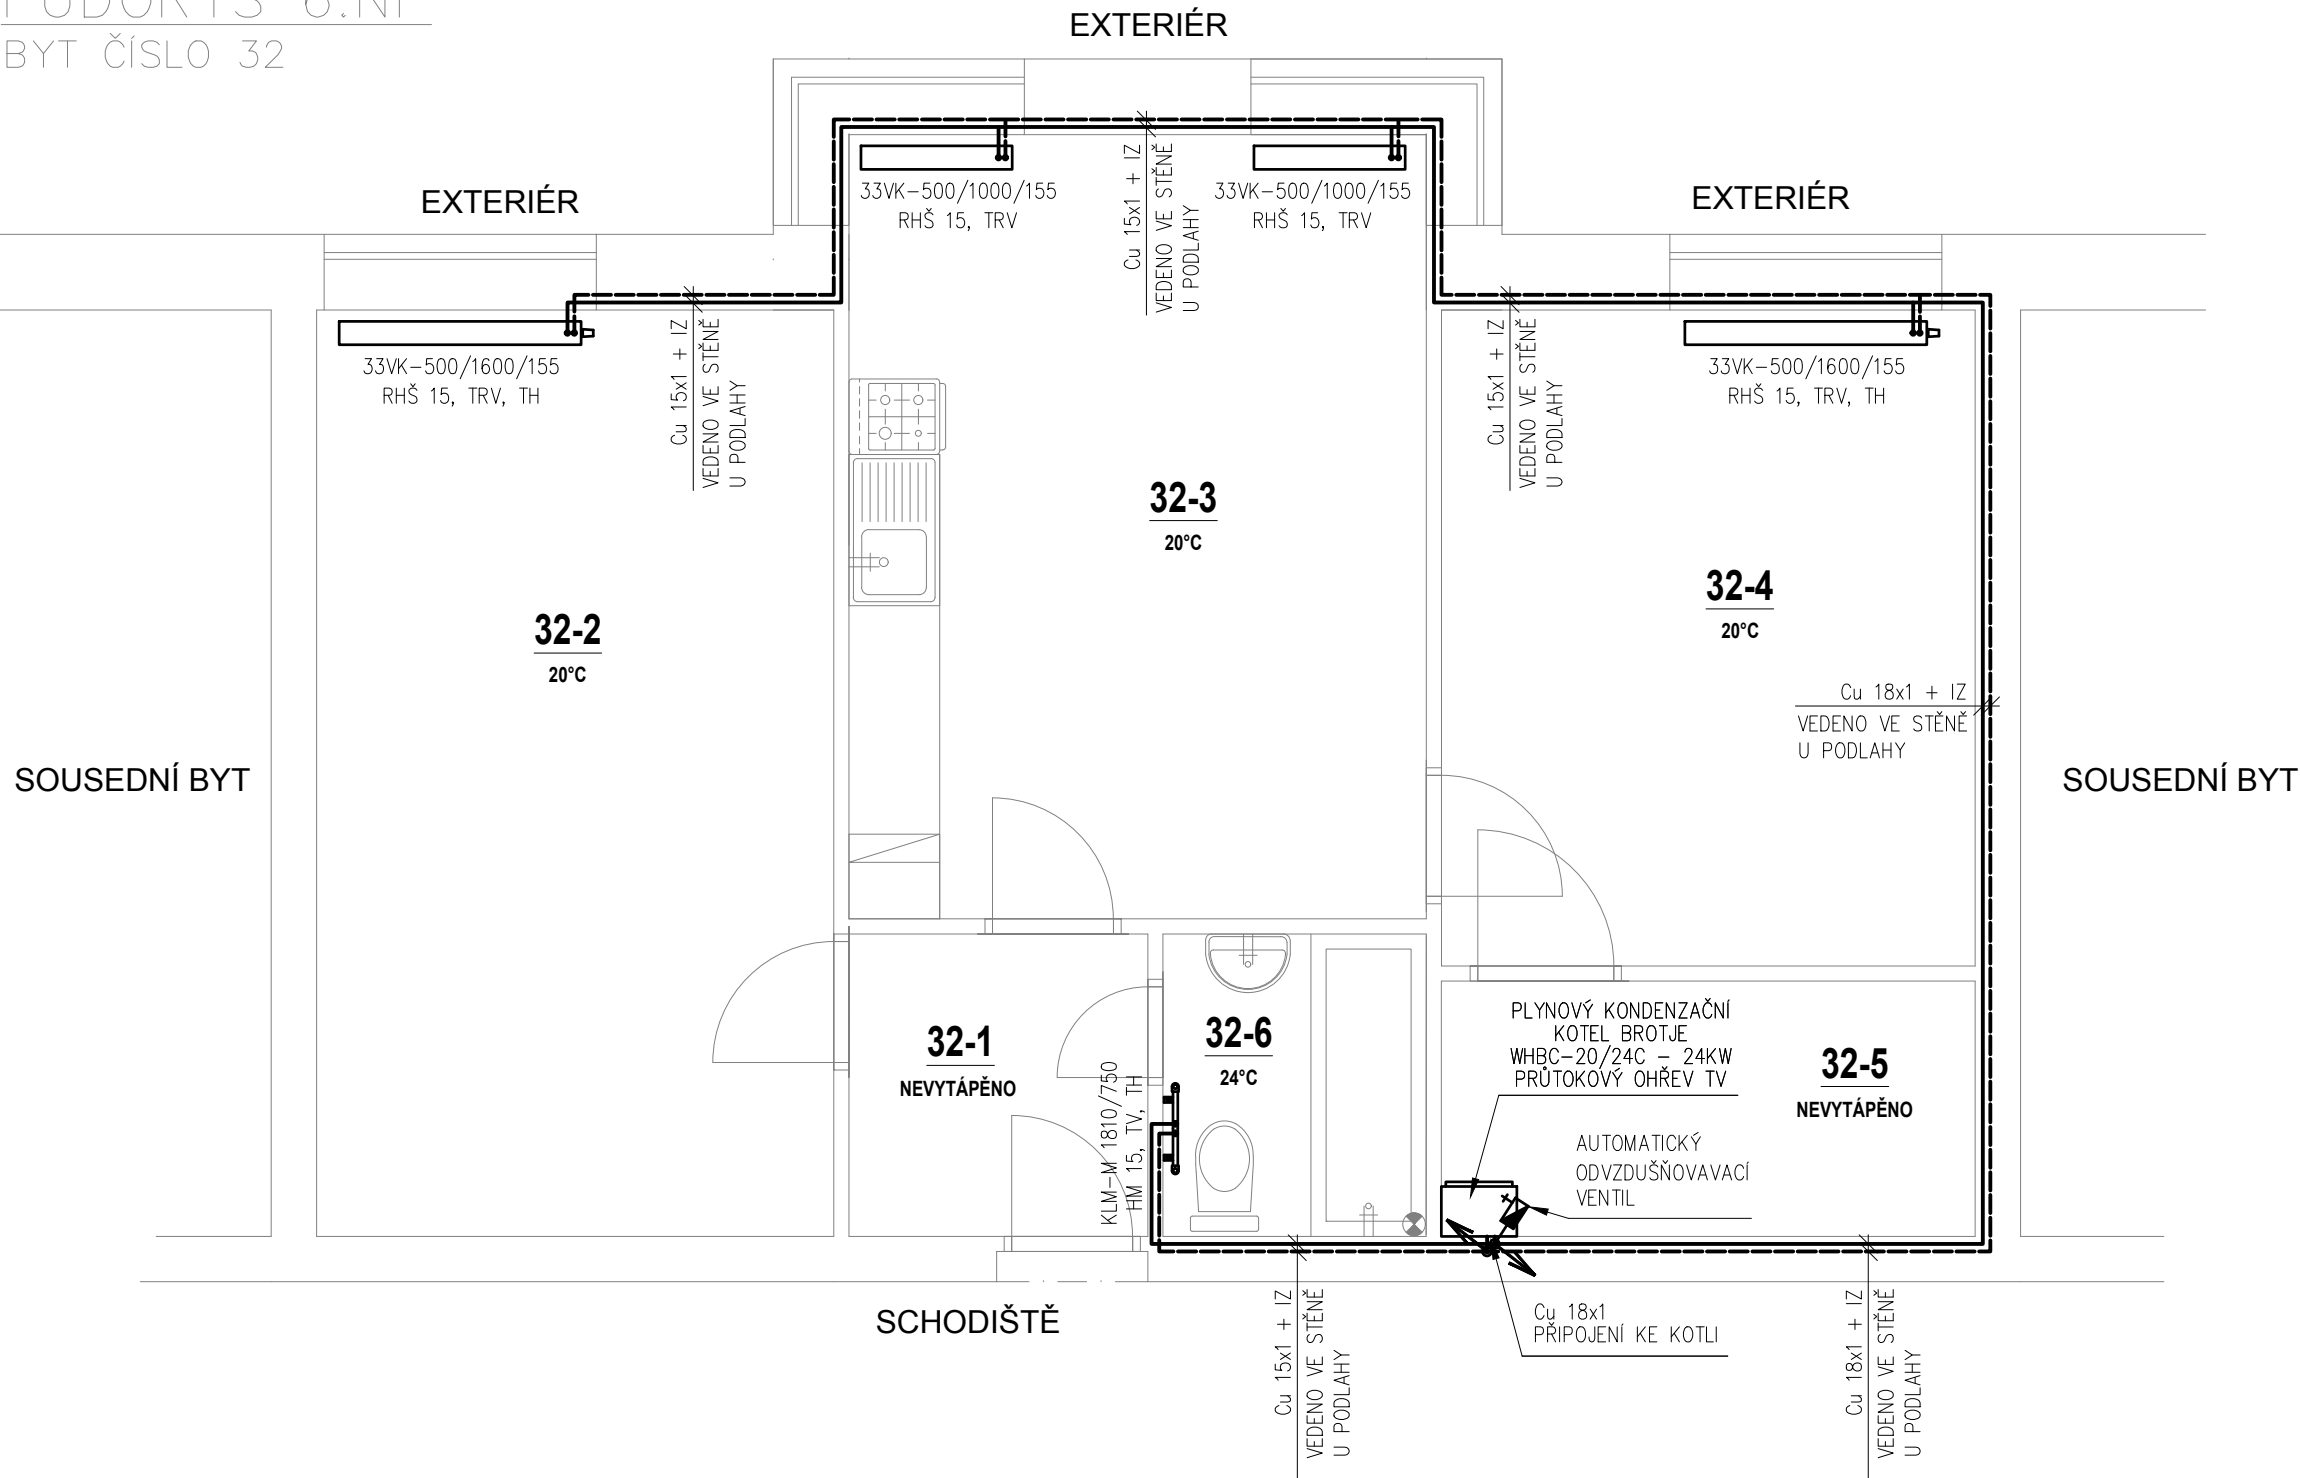 BYT ČÍSLO 32
EXTERIÉR
EXTERIÉR
EXTERIÉR
33VK-500/1000/155
RHŠ 15, TRV
Cu 15x1 + IZ
VEDENO VE STĚNĚ
U PODLAHY
33VK-500/1000/155
RHŠ 15, TRV
33VK-500/1600/155
RHŠ 15, TRV, TH
Cu 15x1 + IZ
VEDENO VE STĚNĚ
U PODLAHY
Cu 15x1 + IZ
VEDENO VE STĚNĚ
U PODLAHY
33VK-500/1600/155
RHŠ 15, TRV, TH
32-3
20°C
32-4
20°C
32-2
20°C
Cu 18x1 + IZ
VEDENO VE STĚNĚ
U PODLAHY
SOUSEDNÍ BYT
SOUSEDNÍ BYT
32-1
NEVYTÁPĚNO
KLM-M 1810/750
HM 15, TV, TH
32-6
24°C
PLYNOVÝ KONDENZAČNÍ
KOTEL BROTJE
WHBC-20/24C - 24KW
PRŮTOKOVÝ OHŘEV TV
32-5
NEVYTÁPĚNO
AUTOMATICKÝ
ODVZDUŠŇOVAVACÍ
VENTIL
SCHODIŠTĚ
Cu 15x1 + IZ
VEDENO VE STĚNĚ
U PODLAHY
Cu 18x1
PŘIPOJENÍ KE KOTLI
Cu 18x1 + IZ
VEDENO VE STĚNĚ
U PODLAHY